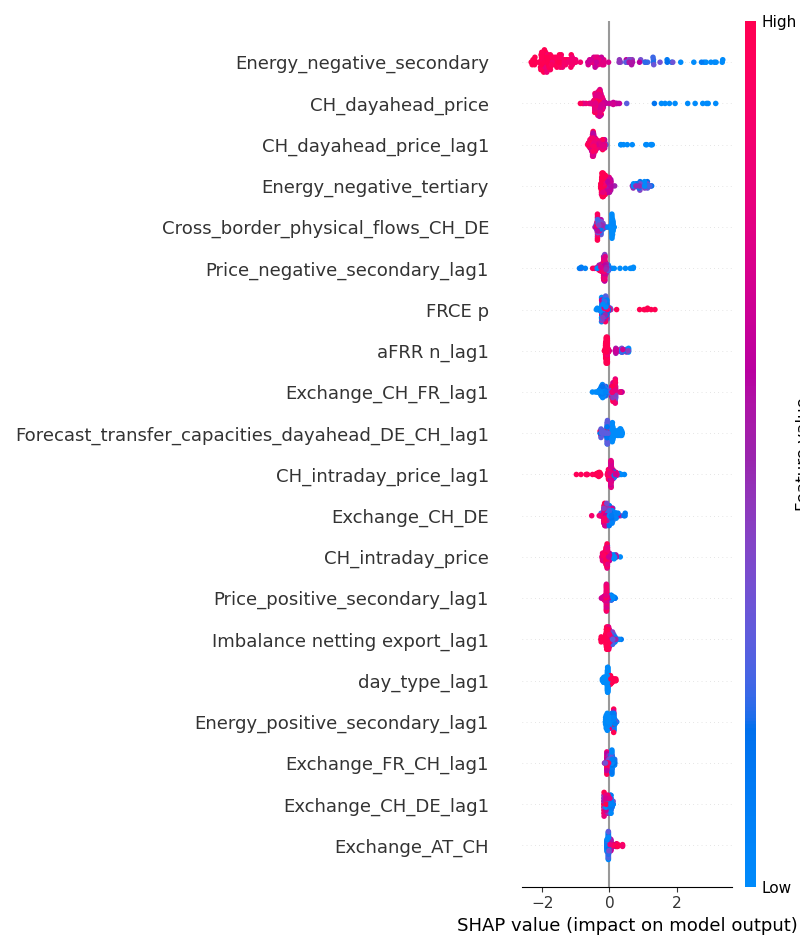 High
Energy_negative_secondary
CH_dayahead_price
CH_dayahead_price_lag1
Energy_negative_tertiary
Cross_border_physical_flows_CH_DE
Price_negative_secondary_lag1
FRCE p
aFRR n_lag1
Exchange_CH_FR_lag1
Forecast_transfer_capacities_dayahead_DE_CH_lag1
CH_intraday_price_lag1
Exchange_CH_DE
CH_intraday_price
Price_positive_secondary_lag1
Imbalance netting export_lag1
day_type_lag1
Energy_positive_secondary_lag1
Exchange_FR_CH_lag1
Exchange_CH_DE_lag1
Exchange_AT_CH
Low
−2 0 2
SHAP value (impact on model output)